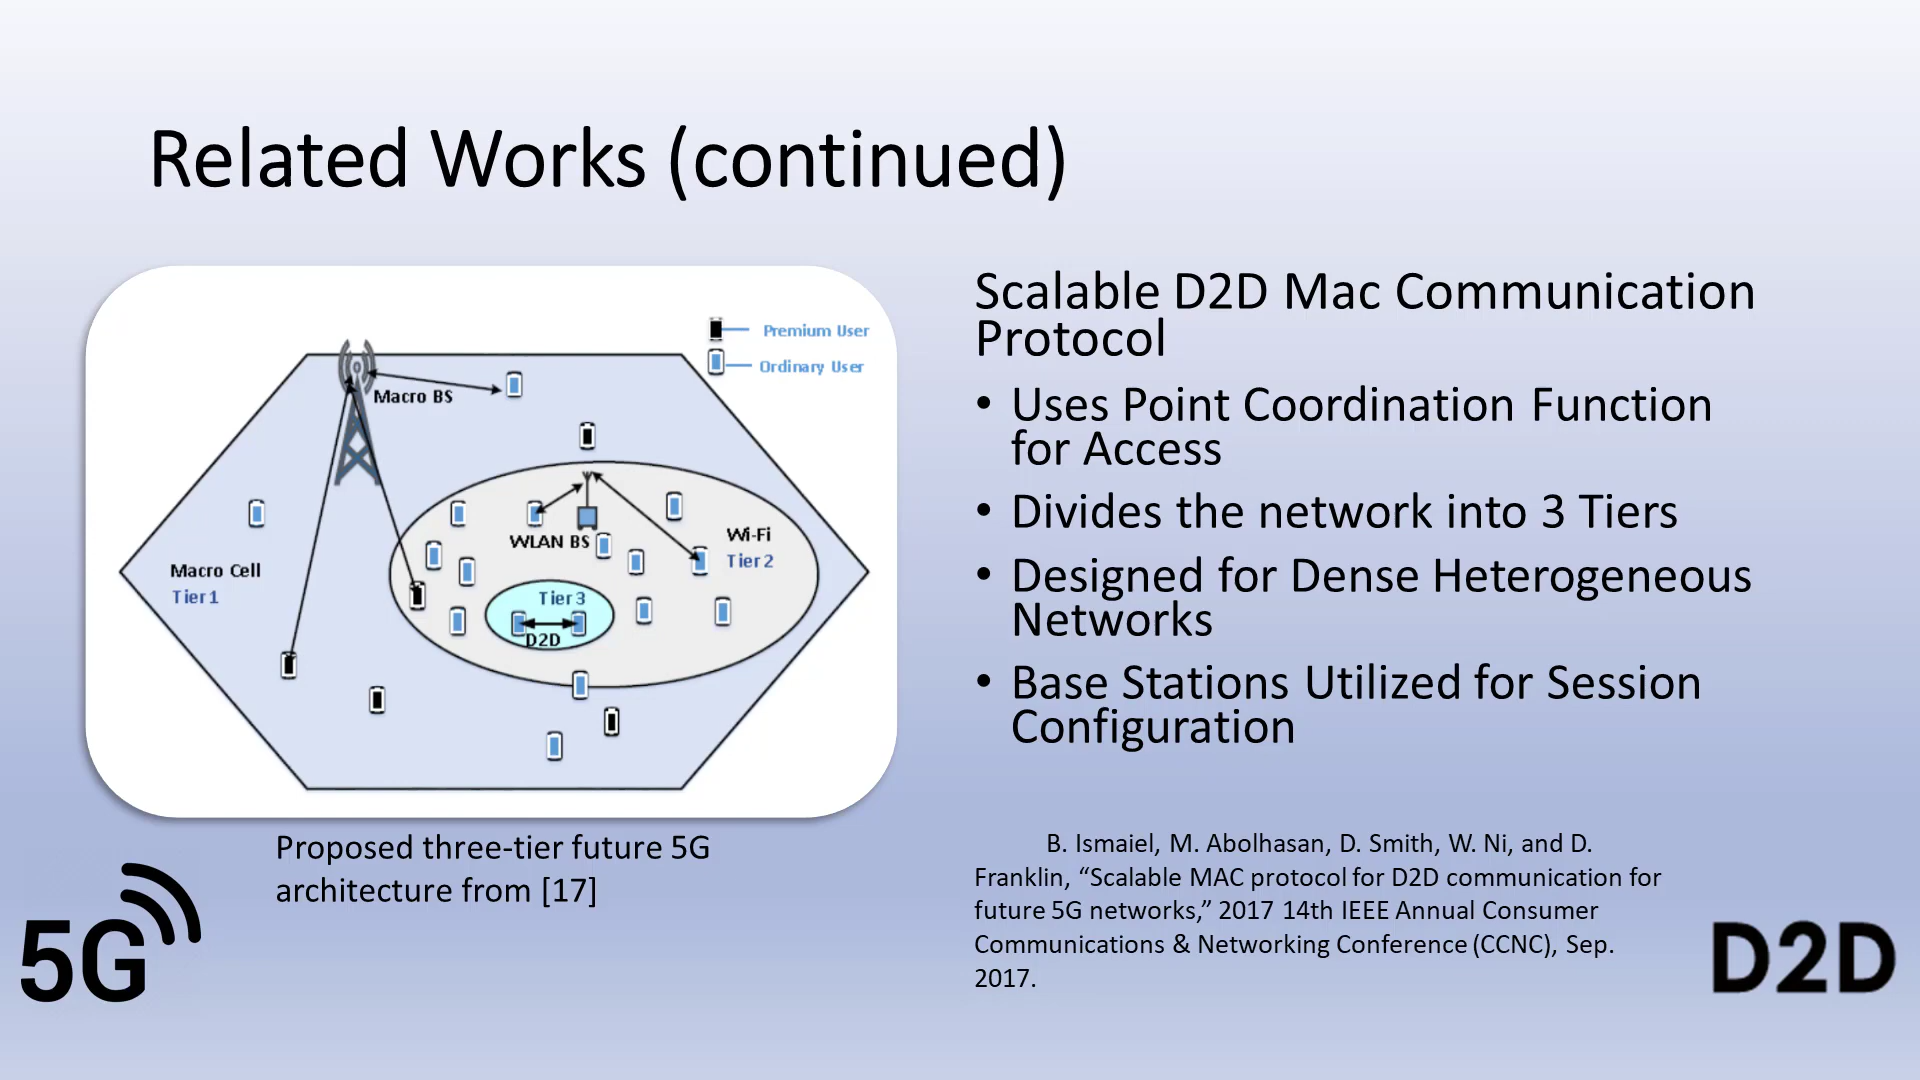 Related Works (continued)
Premium User
Ordinary User
Macro BS
WLAN BS
Wi-Fi
Tier 2
Macro Cell
Tier 1
Tier 3
D2D
Proposed three-tier future 5G
architecture from [17]
Scalable D2D Mac Communication
Protocol
• Uses Point Coordination Function
for Access
• Divides the network into 3 Tiers
• Designed for Dense Heterogeneous
Networks
• Base Stations Utilized for Session
Configuration
B. Ismaiel, M. Abolhasan, D. Smith, W. Ni, and D.
Franklin, “Scalable MAC protocol for D2D communication for
future 5G networks,” 2017 14th IEEE Annual Consumer
Communications & Networking Conference (CCNC), Sep.
2017.
5G
D2D